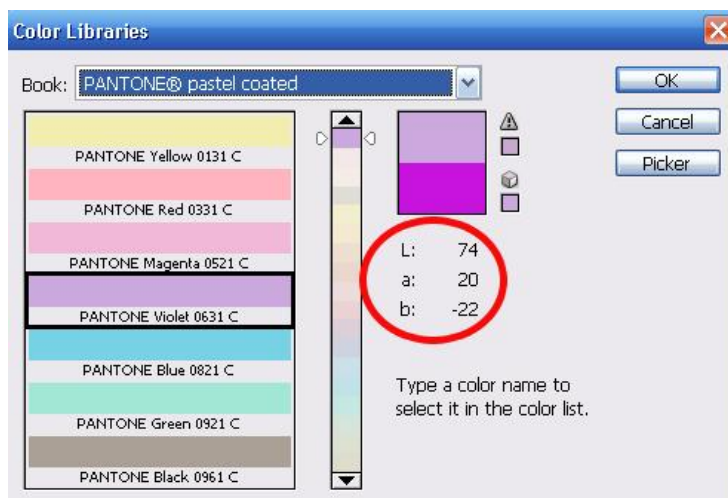 Color Libraries
Book: PANTONE® pastel coated
OK
Cancel
Picker
PANTONE Yellow 0131 C
PANTONE Red 0331 C
PANTONE Magenta 0521 C
PANTONE Violet 0631 C
PANTONE Blue 0821 C
PANTONE Green 0921 C
PANTONE Black 0961 C
L: 74
a: 20
b: -22
Type a color name to
select it in the color list.